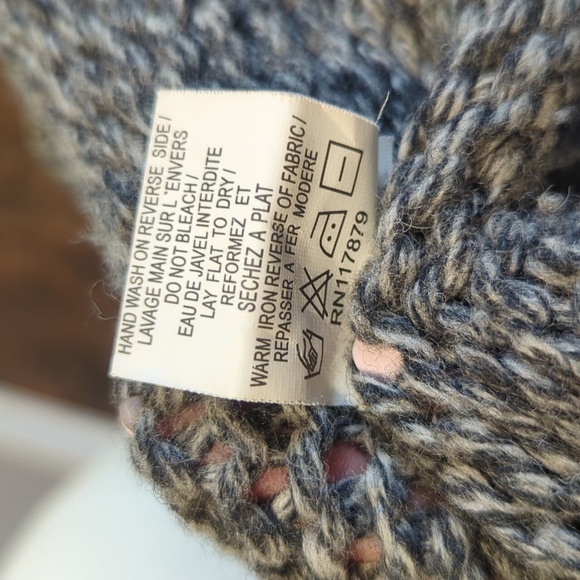 HAND WASH ON REVERSE SIDE/
LAVAGE MAIN SUR L'ENVERS
DO NOT BLEACH/
EAU DE JAVEL INTERDITE
LAY FLAT TO DRY/
REFORMEZ ET
SECHEZ A PLAT
WARM IRON REVERSE OF FABRIC/
REPASSER A FER MODERE
RN117879